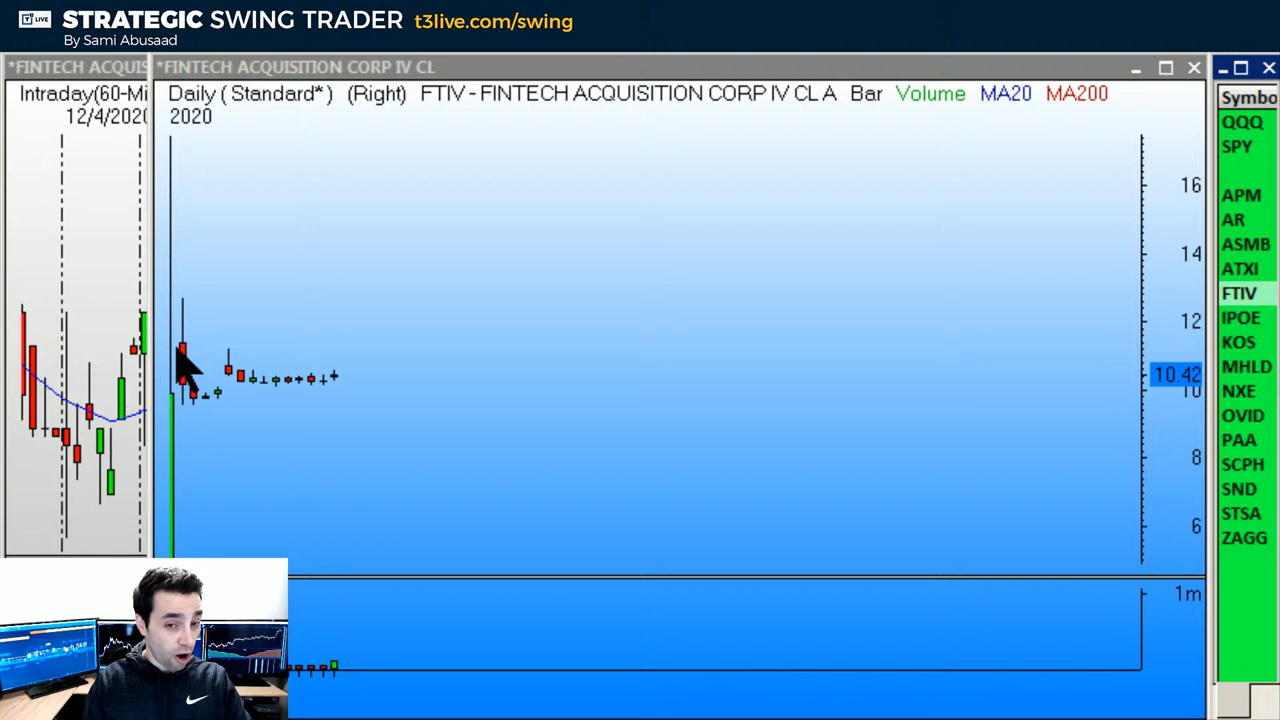 LIVE STRATEGIC SWING TRADER t3live.com/swing
By Sami Abusaad
*FINTECH ACQUIS
*FINTECH ACQUISITION CORP IV CL
Intraday(60-Mi
12/4/2020
Daily ( Standard* ) (Right) FTIV - FINTECH ACQUISITION CORP IV CL A Bar Volume MA20 MA200
2020
16
14
12
10.42
10
8
6
1m
Symbo
QQQ
SPY
APM
AR
ASMB
ATXI
FTIV
IPOE
KOS
MHLD
NXE
OVID
PAA
SCPH
SND
STSA
ZAGG